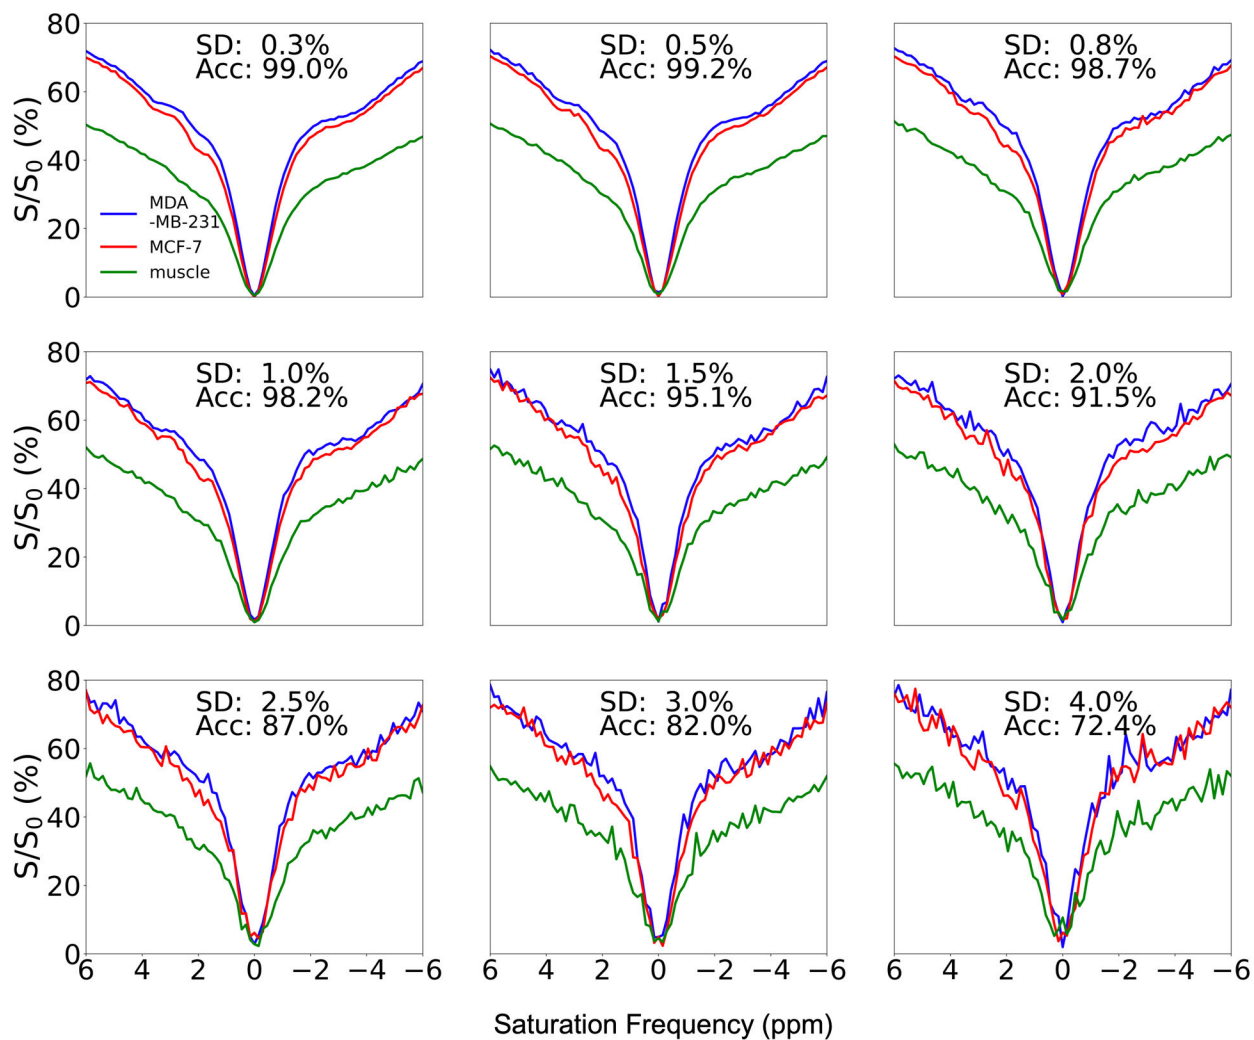 80
60
40
20
0
S/S0 (%)
SD: 0.3%
Acc: 99.0%
MDA
-MB-231
MCF-7
muscle
SD: 0.5%
Acc: 99.2%
SD: 0.8%
Acc: 98.7%
80
60
40
20
0
S/S0 (%)
SD: 1.0%
Acc: 98.2%
SD: 1.5%
Acc: 95.1%
SD: 2.0%
Acc: 91.5%
80
60
40
20
0
S/S0 (%)
SD: 2.5%
Acc: 87.0%
SD: 3.0%
Acc: 82.0%
SD: 4.0%
Acc: 72.4%
6 4 2 0 −2 −4 −6
6 4 2 0 −2 −4 −6
6 4 2 0 −2 −4 −6
Saturation Frequency (ppm)